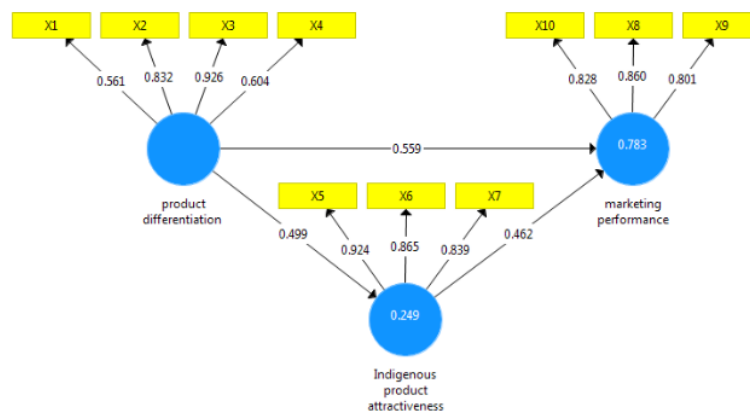 X1
X2
X3
X4
X10
X8
X9
0.561
0.832
0.926
0.604
0.828
0.860
0.801
0.559
0.783
product
differentiation
marketing
performance
X5
X6
X7
0.499
0.924
0.865
0.839
0.462
0.249
Indigenous
product
attractiveness